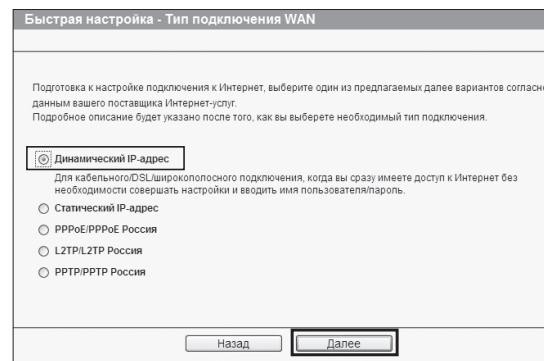 Быстрая настройка - Тип подключения WAN
Подготовка к настройке подключения к Интернет, выберите один из предлагаемых далее вариантов согласно
данным вашего поставщика Интернет-услуг.
Подробное описание будет указано после того, как вы выберете необходимый тип подключения.
Динамический IP-адрес
Для кабельного/DSL/широкополосного подключения, когда вы сразу имеете доступ к Интернет без
необходимости совершать настройки и вводить имя пользователя/пароль.
Статический IP-адрес
PPPoE/PPPoE Россия
L2TP/L2TP Россия
PPTP/PPTP Россия
Назад
Далее